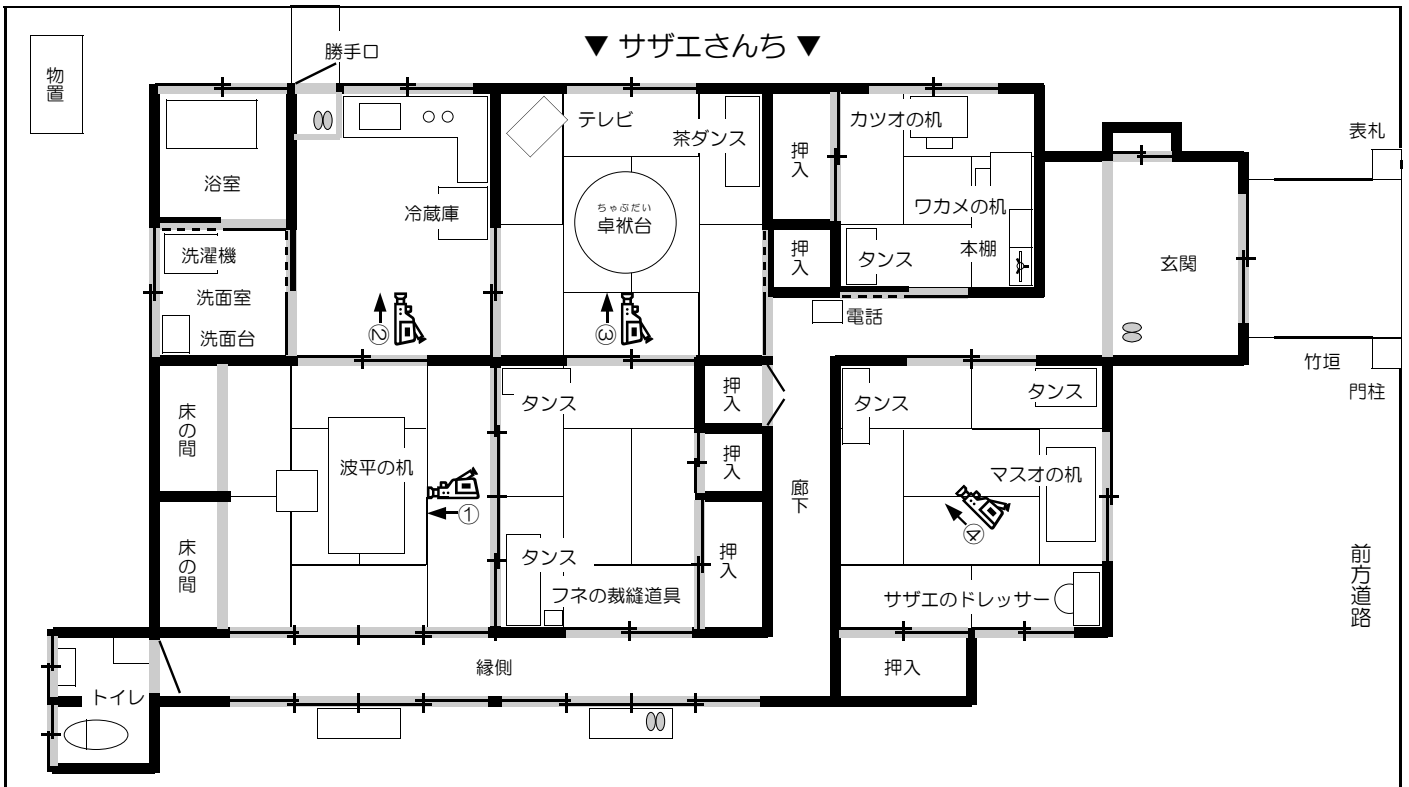 ▼ サザエさんち ▼
物置
勝手口
表札
テレビ
カツオの机
茶ダンス
押入
浴室
ちゃぶだい
卓袱台
冷蔵庫
ワカメの机
洗濯機
押入
タンス
本棚
玄関
洗面室
洗面台
②
③
電話
竹垣
門柱
床の間
タンス
押入
タンス
タンス
波平の机
押入
マスオの机
①
廊下
④
床の間
タンス
押入
前方道路
フネの裁縫道具
サザエのドレッサー
縁側
押入
トイレ